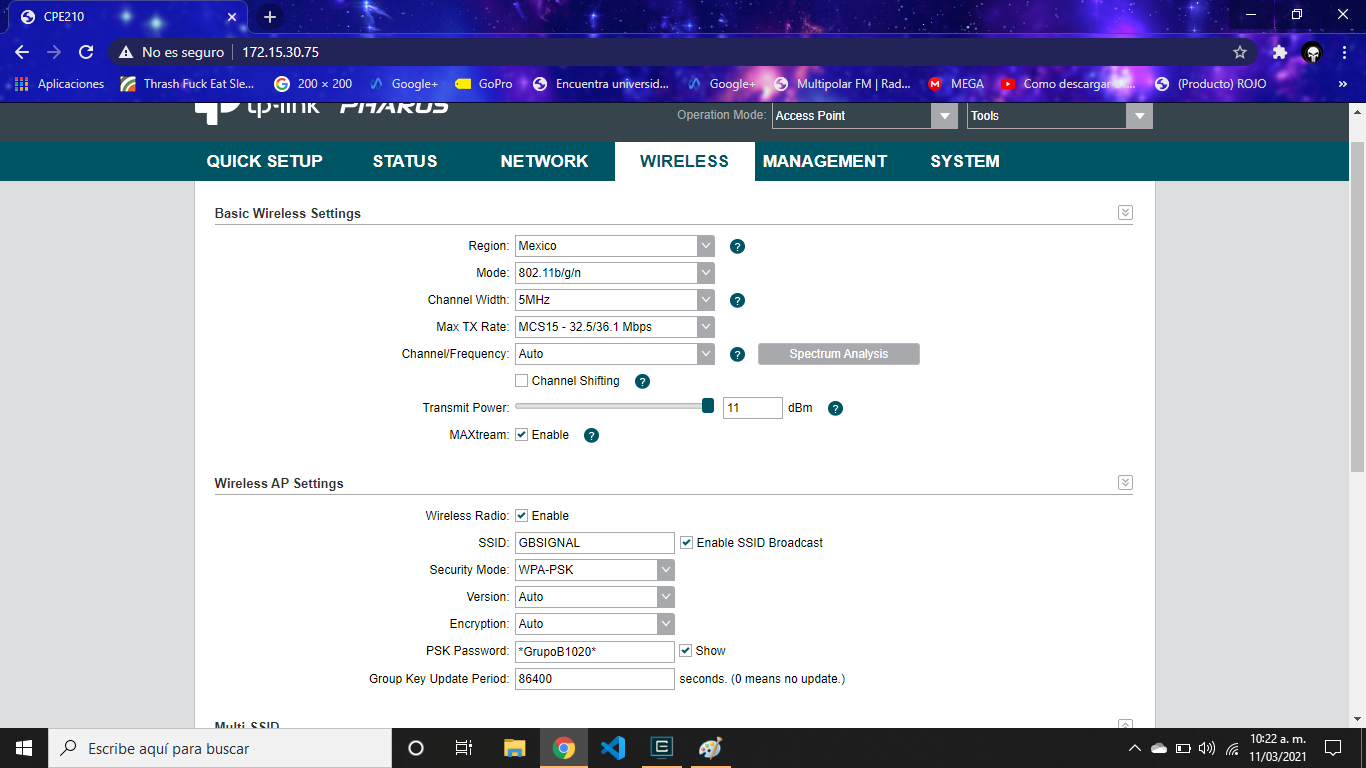 CPE210
No es seguro 172.15.30.75
Aplicaciones Thrash Fuck Eat Sle... 200 × 200 Google+ GoPro Encuentra universid... Google+ Multipolar FM | Rad... MEGA Como descargar (Producto) ROJO »
tp-link PHAROS
Operation Mode: Access Point Tools
QUICK SETUP STATUS NETWORK WIRELESS MANAGEMENT SYSTEM
Basic Wireless Settings
Region: Mexico ?
Mode: 802.11b/g/n
Channel Width: 5MHz ?
Max TX Rate: MCS15 - 32.5/36.1 Mbps
Channel/Frequency: Auto ? Spectrum Analysis
Channel Shifting ?
Transmit Power: 11 dBm ?
MAXtream: Enable ?
Wireless AP Settings
Wireless Radio: Enable
SSID: GBSIGNAL Enable SSID Broadcast
Security Mode: WPA-PSK
Version: Auto
Encryption: Auto
PSK Password: *GrupoB1020* Show
Group Key Update Period: 86400 seconds. (0 means no update.)
Multi-SSID
Escribe aquí para buscar
10:22 a. m.
11/03/2021